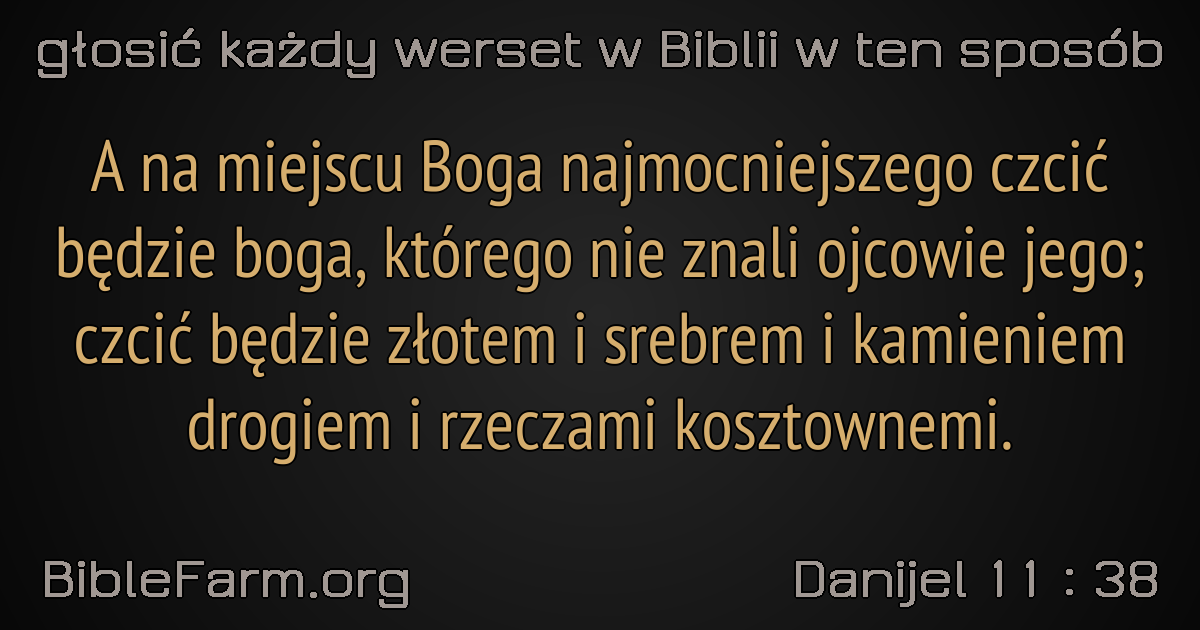 głosić każdy werset w Biblii w ten sposób
A na miejscu Boga najmocniejszego czcić
będzie boga, którego nie znali ojcowie jego;
czcić będzie złotem i srebrem i kamieniem
drogiem i rzeczami kosztownemi.
BibleFarm.org
Danijel 11 : 38